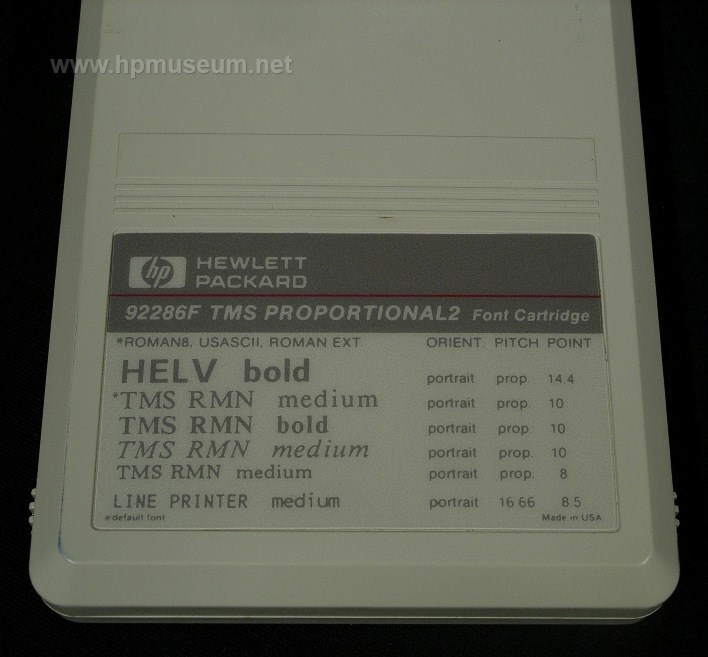 www.hpmuseum.net
hp HEWLETT
PACKARD
92286F TMS PROPORTIONAL2 Font Cartridge
*ROMAN8, USASCII, ROMAN EXT ORIENT PITCH POINT
HELV bold portrait prop. 14.4
*TMS RMN medium portrait prop. 10
TMS RMN bold portrait prop. 10
TMS RMN medium portrait prop. 10
TMS RMN medium portrait prop. 8
LINE PRINTER medium portrait 16.66 8.5
*default font Made in USA